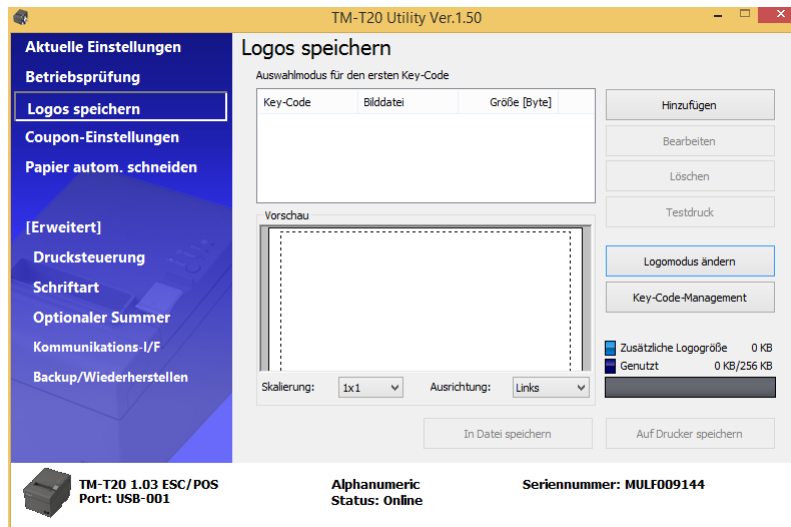 TM-T20 Utility Ver.1.50
Aktuelle Einstellungen
Betriebsprüfung
Logos speichern
Coupon-Einstellungen
Papier autom. schneiden
[Erweitert]
Drucksteuerung
Schriftart
Optionaler Summer
Kommunikations-I/F
Backup/Wiederherstellen
Logos speichern
Auswahlmodus für den ersten Key-Code
Key-Code Bilddatei Größe [Byte]
Hinzufügen
Bearbeiten
Löschen
Testdruck
Vorschau
Logomodus ändern
Key-Code-Management
Zusätzliche Logogröße 0 KB
Genutzt 0 KB/256 KB
Skalierung: 1x1 Ausrichtung: Links
In Datei speichern
Auf Drucker speichern
TM-T20 1.03 ESC/POS
Port: USB-001
Alphanumeric
Status: Online
Seriennummer: MULF009144